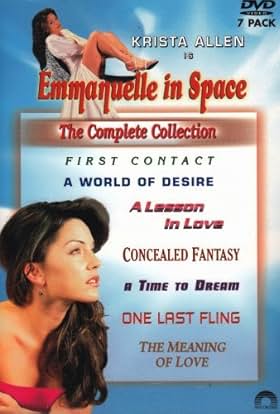 DVD
VIDEO
7 PACK
KRISTA ALLEN
IS
Emmanuelle in Space
The Complete Collection
FIRST CONTACT
A WORLD OF DESIRE
A Lesson
In Love
CONCEALED FANTASY
A TIME TO DREAM
ONE LAST FLING
THE MEANING
OF LOVE